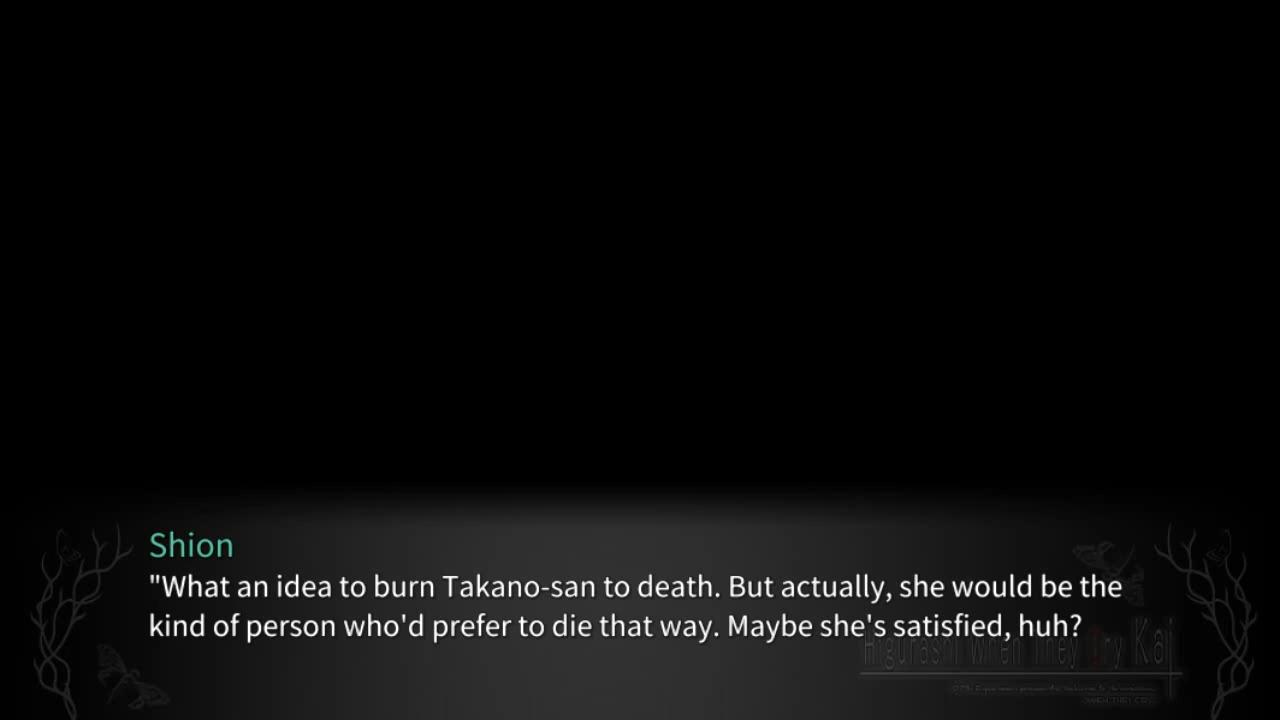 Shion
"What an idea to burn Takano-san to death. But actually, she would be the
kind of person who'd prefer to die that way. Maybe she's satisfied, huh?
Higurashi When They Cry Kai